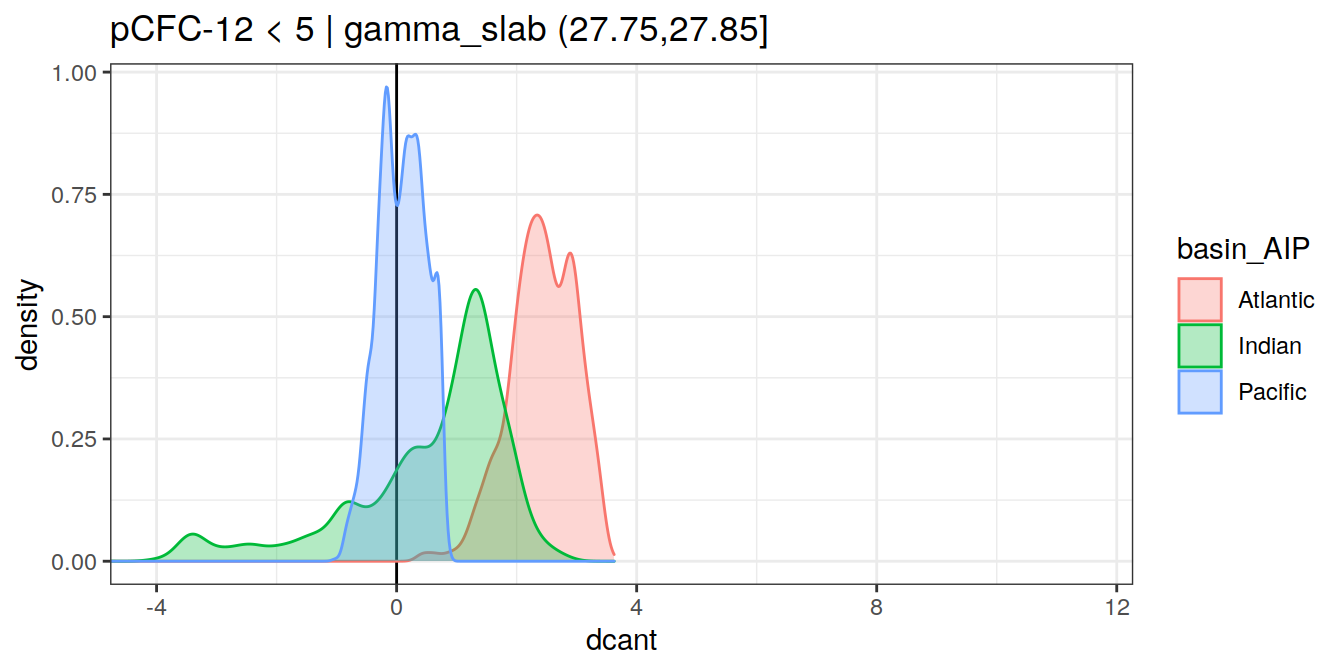 pCFC-12 < 5 | gamma_slab (27.75,27.85]
1.00
0.75
0.50
0.25
0.00
density
-4 0 4 8 12
dcant
basin_AIP
Atlantic
Indian
Pacific